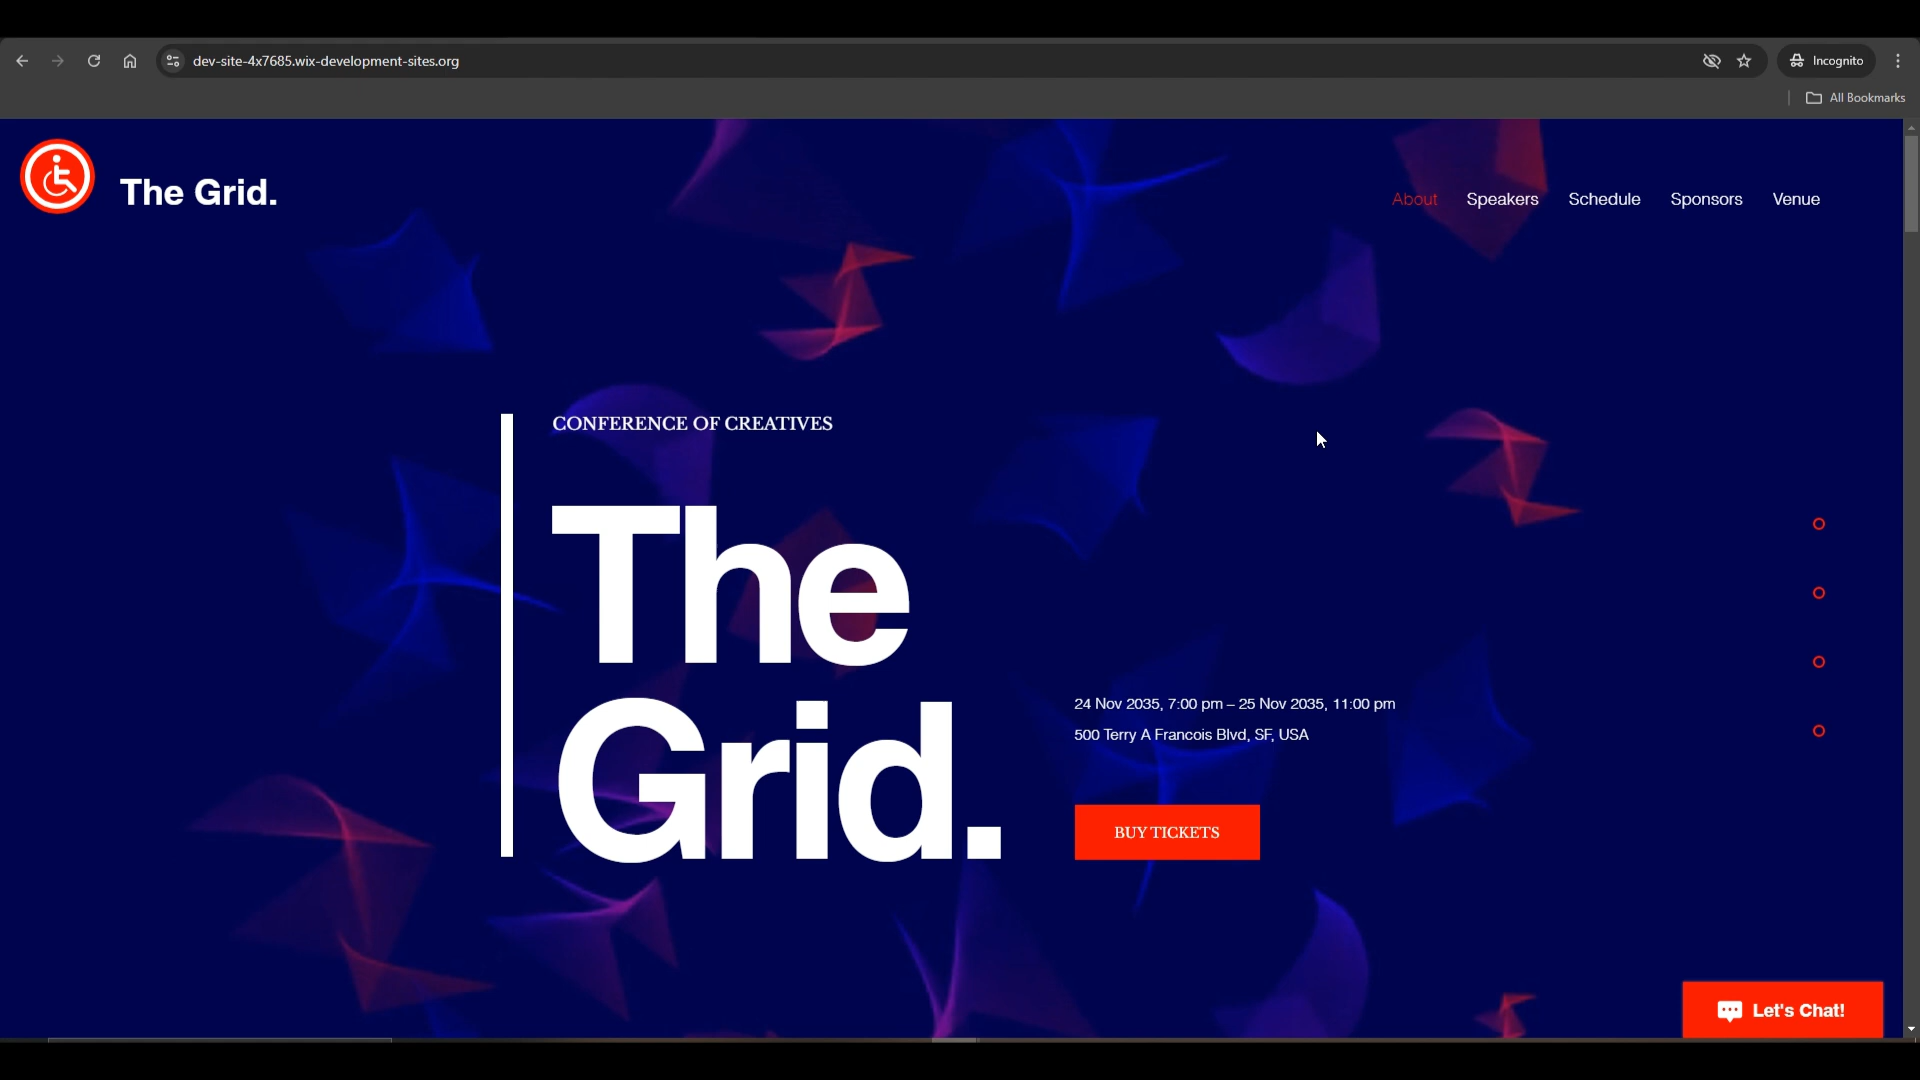 dev-site-4x7685.wix-development-sites.org
Incognito
All Bookmarks
The Grid.
About
Speakers
Schedule
Sponsors
Venue
CONFERENCE OF CREATIVES
The
Grid.
24 Nov 2035, 7:00 pm – 25 Nov 2035, 11:00 pm
500 Terry A Francois Blvd, SF, USA
BUY TICKETS
Let's Chat!